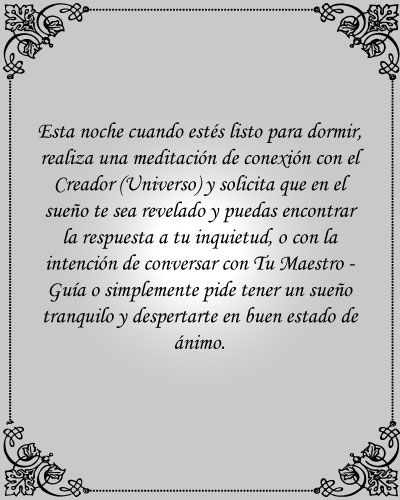 Esta noche cuando estés listo para dormir,
realiza una meditación de conexión con el
Creador (Universo) y solicita que en el
sueño te sea revelado y puedas encontrar
la respuesta a tu inquietud, o con la
intención de conversar con Tu Maestro -
Guía o simplemente pide tener un sueño
tranquilo y despertarte en buen estado de
ánimo.